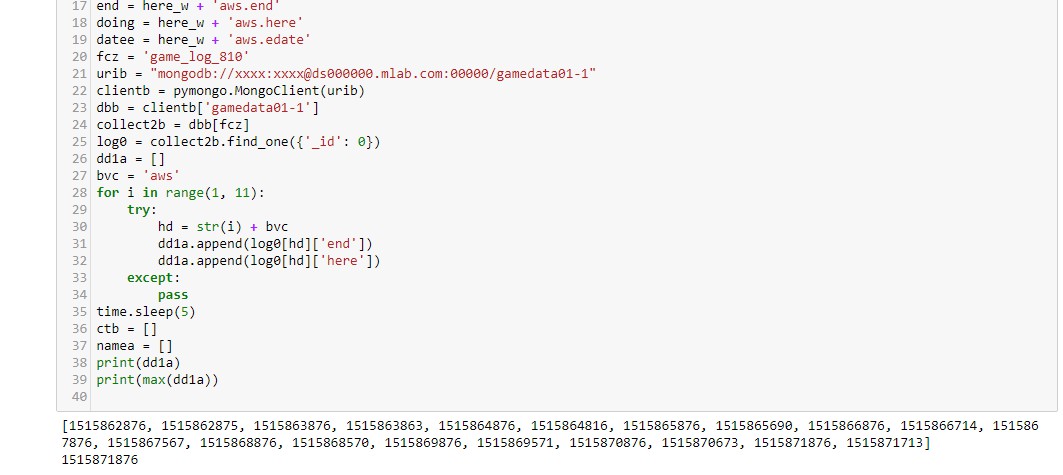 17 end = here_w + 'aws.end'
18 doing = here_w + 'aws.here'
19 datee = here_w + 'aws.edate'
20 fcz = 'game_log_810'
21 urib = "mongodb://xxxx:xxxx@ds000000.mlab.com:00000/gamedata01-1"
22 clientb = pymongo.MongoClient(urib)
23 dbb = clientb['gamedata01-1']
24 collect2b = dbb[fcz]
25 log0 = collect2b.find_one({'_id': 0})
26 dd1a = []
27 bvc = 'aws'
28 for i in range(1, 11):
29     try:
30         hd = str(i) + bvc
31         dd1a.append(log0[hd]['end'])
32         dd1a.append(log0[hd]['here'])
33     except:
34         pass
35 time.sleep(5)
36 ctb = []
37 namea = []
38 print(dd1a)
39 print(max(dd1a))
40
[1515862876, 1515862875, 1515863876, 1515863863, 1515864876, 1515864816, 1515865876, 1515865690, 1515866876, 1515866714, 151586
7876, 1515867567, 1515868876, 1515868570, 1515869876, 1515869571, 1515870876, 1515870673, 1515871876, 1515871713]
1515871876